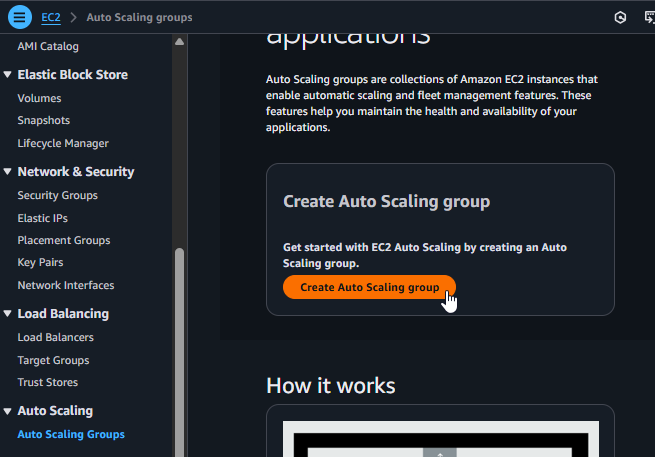 EC2 > Auto Scaling groups
AMI Catalog
Elastic Block Store
Volumes
Snapshots
Lifecycle Manager
Network & Security
Security Groups
Elastic IPs
Placement Groups
Key Pairs
Network Interfaces
Load Balancing
Load Balancers
Target Groups
Trust Stores
Auto Scaling
Auto Scaling Groups
applications
Auto Scaling groups are collections of Amazon EC2 instances that
enable automatic scaling and fleet management features. These
features help you maintain the health and availability of your
applications.
Create Auto Scaling group
Get started with EC2 Auto Scaling by creating an Auto
Scaling group.
Create Auto Scaling group
How it works